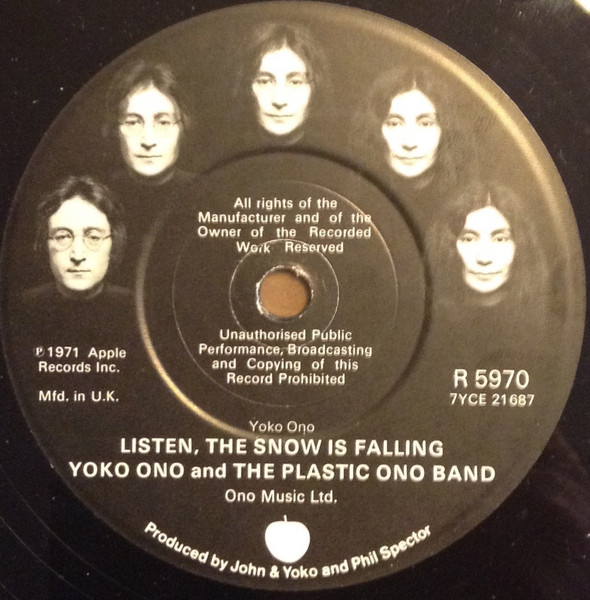 All rights of the
Manufacturer and of the
Owner of the Recorded
Work Reserved
Unauthorised Public
Performance, Broadcasting
and Copying of this
Record Prohibited
℗ 1971 Apple
Records Inc.
Mfd. in U.K.
R 5970
7YCE 21687
Yoko Ono
LISTEN, THE SNOW IS FALLING
YOKO ONO and THE PLASTIC ONO BAND
Ono Music Ltd.
Produced by John & Yoko and Phil Spector